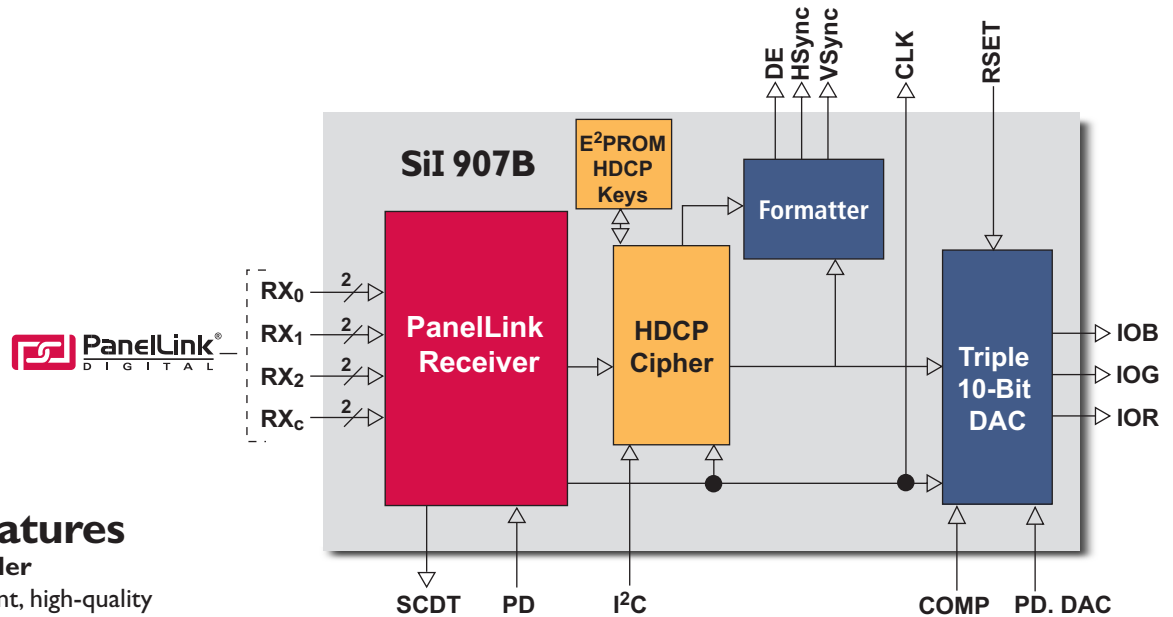 DE
HSync
VSync
CLK
RSET
SiI 907B
E²PROM
HDCP
Keys
Formatter
RX₀
2
RX₁
2
RX₂
2
RXc
2
PanelLink®
DIGITAL
PanelLink
Receiver
HDCP
Cipher
Triple
10-Bit
DAC
IOB
IOG
IOR
SCDT
PD
I²C
COMP
PD. DAC
atures
ler
nt, high-quality